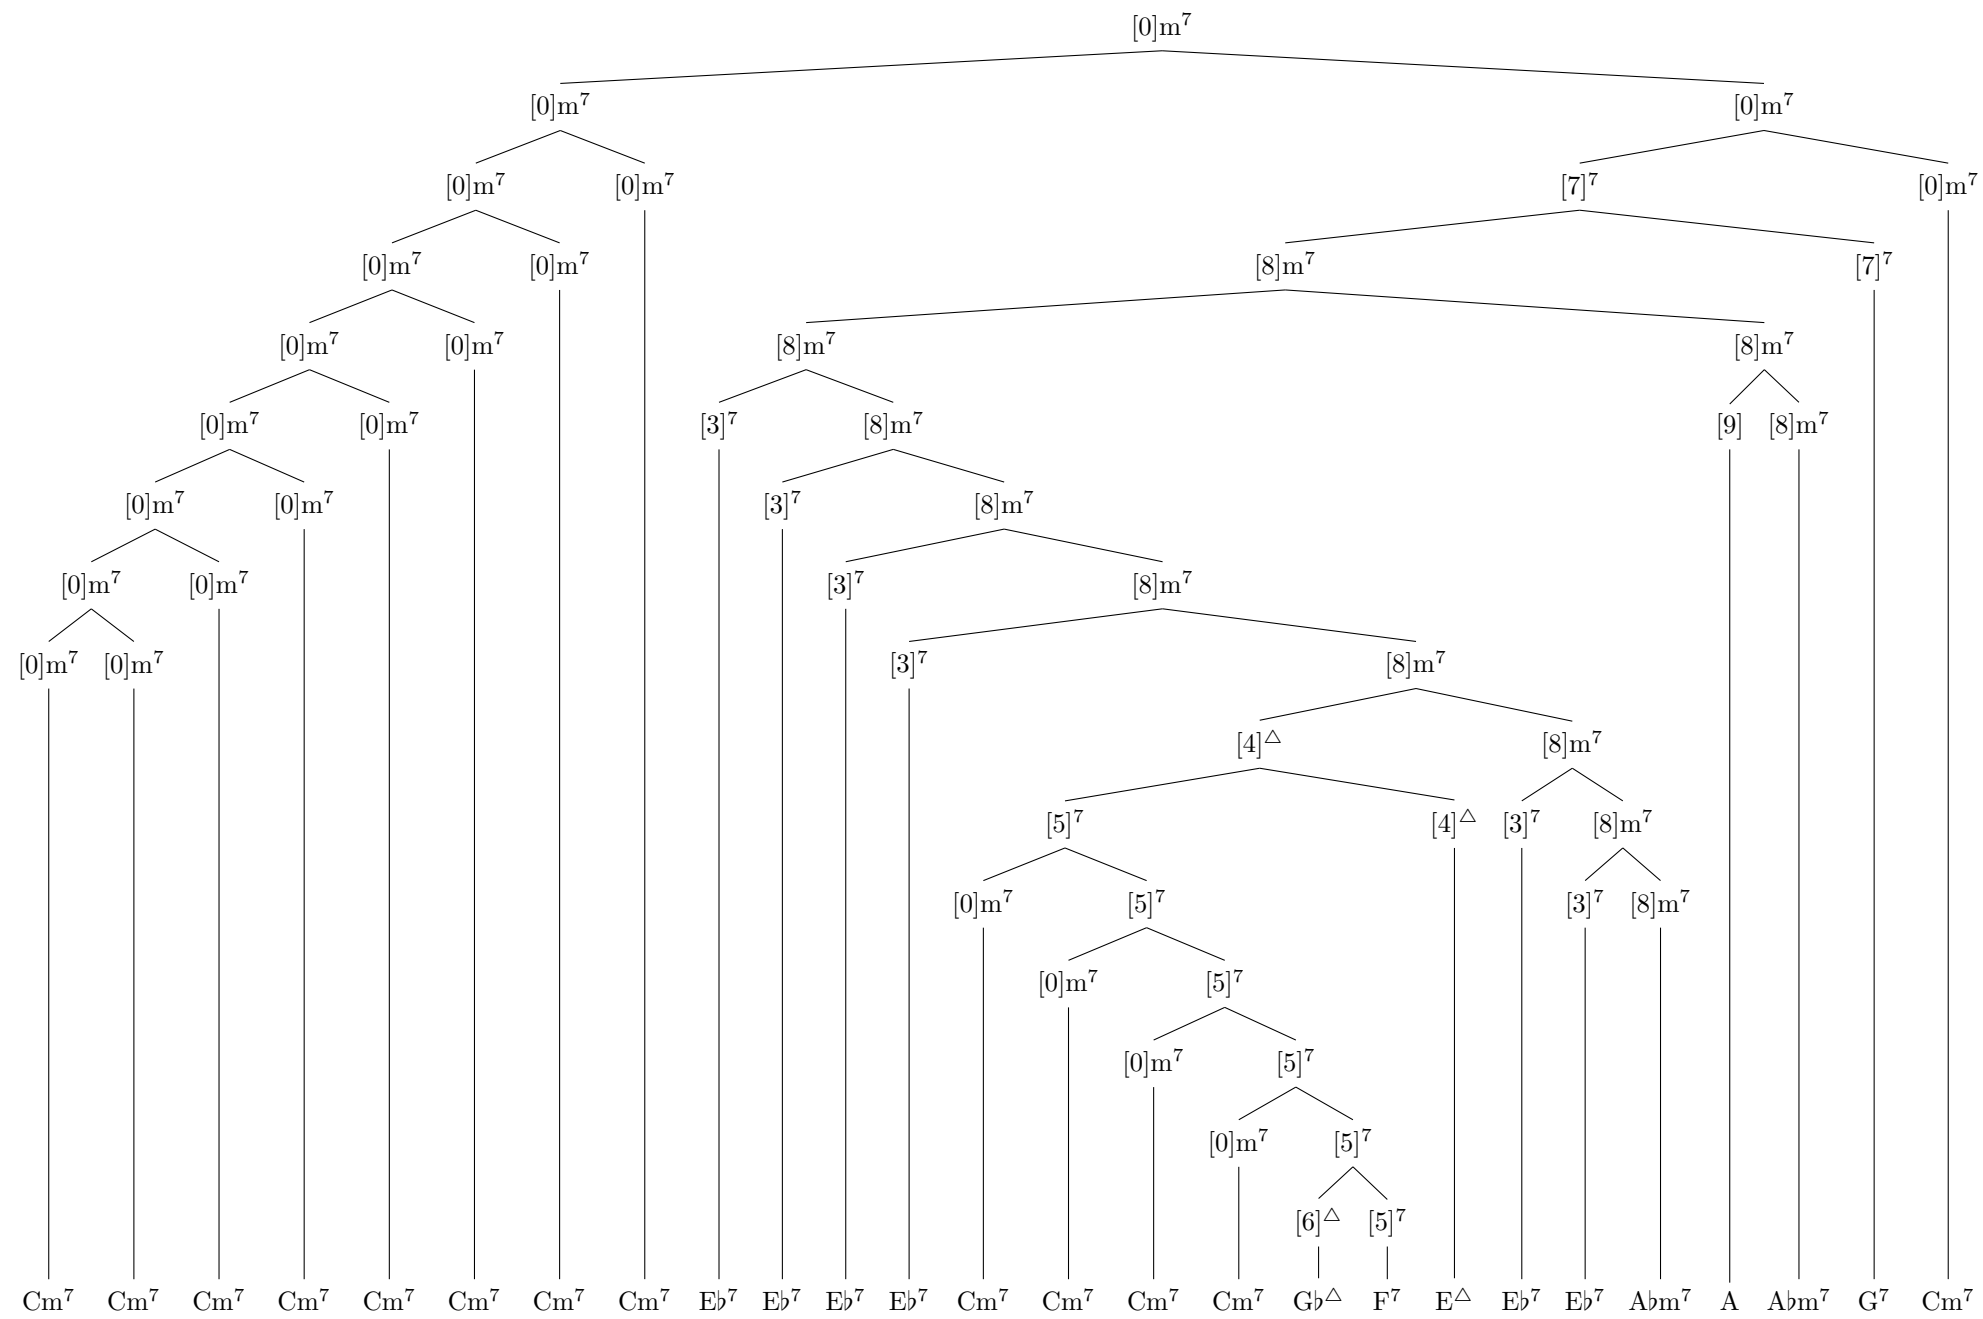 [0]m⁷
[0]m⁷ [0]m⁷
[0]m⁷ [0]m⁷ [7]⁷ [0]m⁷
[0]m⁷ [0]m⁷ [8]m⁷ [7]⁷
[0]m⁷ [0]m⁷ [8]m⁷ [8]m⁷
[0]m⁷ [0]m⁷ [3]⁷ [8]m⁷ [9] [8]m⁷
[0]m⁷ [0]m⁷ [3]⁷ [8]m⁷
[0]m⁷ [0]m⁷ [3]⁷ [8]m⁷
[0]m⁷ [0]m⁷ [3]⁷ [8]m⁷
[4]△ [8]m⁷
[5]⁷ [4]△ [3]⁷ [8]m⁷
[0]m⁷ [5]⁷ [3]⁷ [8]m⁷
[0]m⁷ [5]⁷
[0]m⁷ [5]⁷
[0]m⁷ [5]⁷
[6]△ [5]⁷
Cm⁷ Cm⁷ Cm⁷ Cm⁷ Cm⁷ Cm⁷ Cm⁷ Cm⁷ E♭⁷ E♭⁷ E♭⁷ E♭⁷ Cm⁷ Cm⁷ Cm⁷ Cm⁷ G♭△ F⁷ E△ E♭⁷ E♭⁷ A♭m⁷ A A♭m⁷ G⁷ Cm⁷